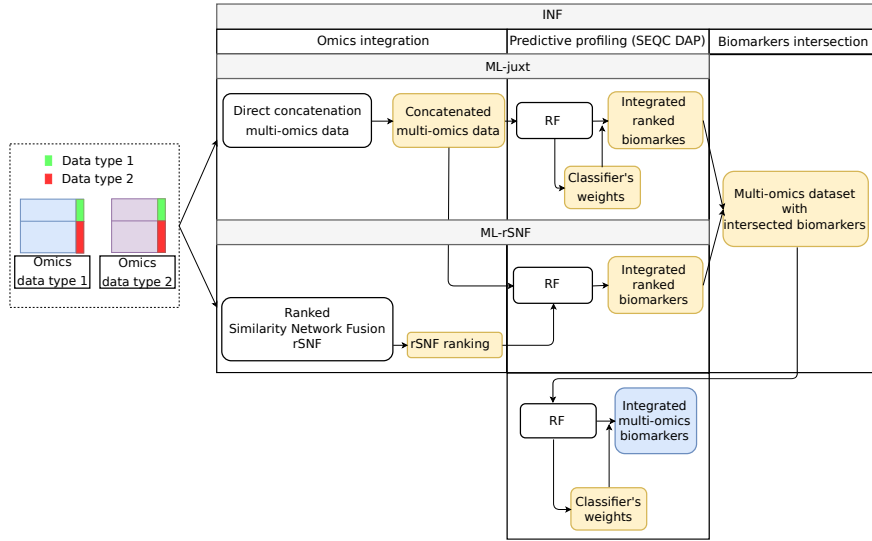 INF
Omics integration
Predictive profiling (SEQC DAP)
Biomarkers intersection
ML-juxt
Direct concatenation
multi-omics data
Concatenated
multi-omics data
RF
Integrated
ranked
biomarkes
Classifier's
weights
Data type 1
Data type 2
Omics
data type 1
Omics
data type 2
Multi-omics dataset
with
intersected biomarkers
ML-rSNF
Ranked
Similarity Network Fusion
rSNF
rSNF ranking
RF
Integrated
ranked
biomarkers
RF
Integrated
multi-omics
biomarkers
Classifier's
weights